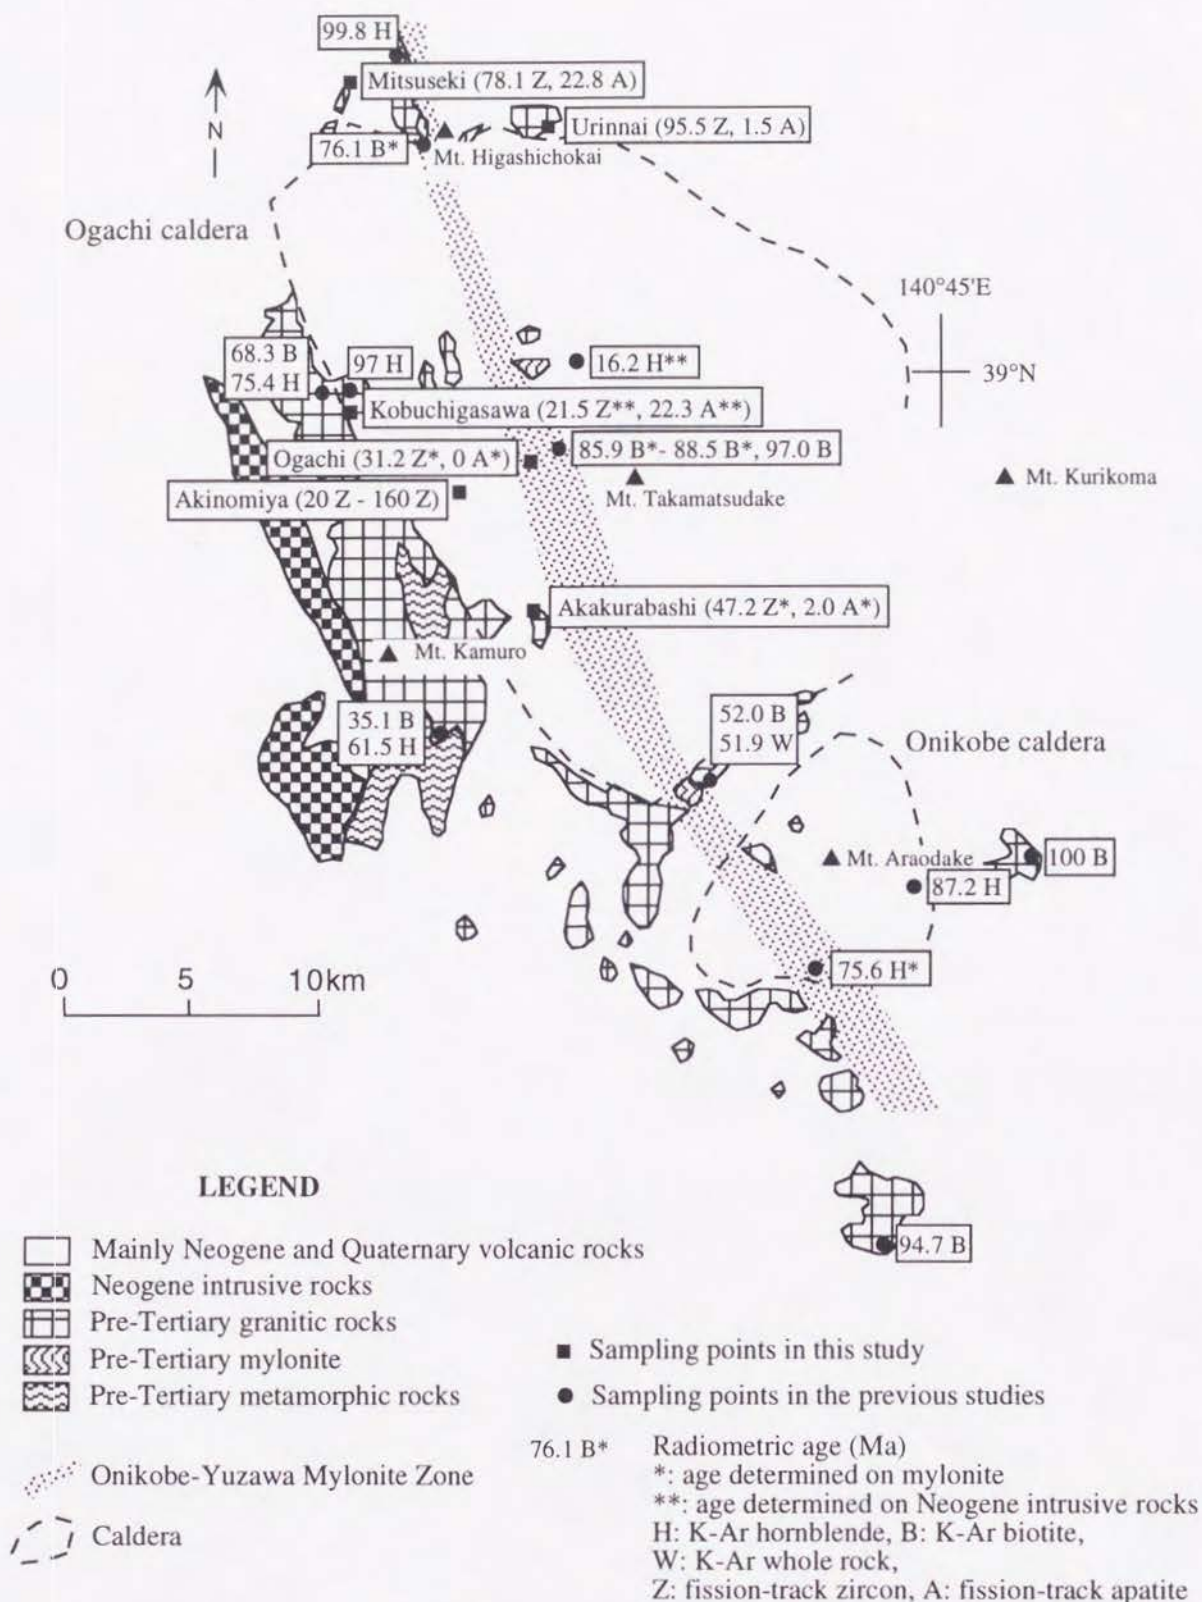 99.8 H
Mitsuseki (78.1 Z, 22.8 A)
N
Urinnai (95.5 Z, 1.5 A)
76.1 B*
Mt. Higashichokai
Ogachi caldera
140°45'E
39°N
68.3 B
75.4 H
97 H
16.2 H**
Kobuchigasawa (21.5 Z**, 22.3 A**)
Ogachi (31.2 Z*, 0 A*)
85.9 B*- 88.5 B*, 97.0 B
Mt. Takamatsudake
Mt. Kurikoma
Akinomiya (20 Z - 160 Z)
Akakurabashi (47.2 Z*, 2.0 A*)
Mt. Kamuro
35.1 B
61.5 H
52.0 B
51.9 W
Onikobe caldera
Mt. Araodake
100 B
87.2 H
75.6 H*
0 5 10km
94.7 B
LEGEND
Mainly Neogene and Quaternary volcanic rocks
Neogene intrusive rocks
Pre-Tertiary granitic rocks
Pre-Tertiary mylonite
Pre-Tertiary metamorphic rocks
Onikobe-Yuzawa Mylonite Zone
Caldera
Sampling points in this study
Sampling points in the previous studies
76.1 B* Radiometric age (Ma)
*: age determined on mylonite
**: age determined on Neogene intrusive rocks
H: K-Ar hornblende, B: K-Ar biotite,
W: K-Ar whole rock,
Z: fission-track zircon, A: fission-track apatite